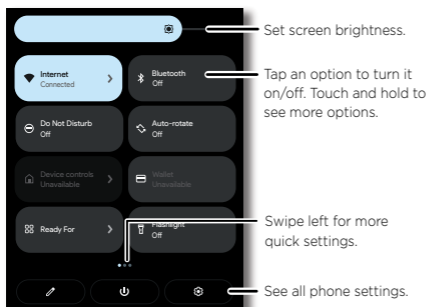 Set screen brightness.
Internet
Connected
Bluetooth
Off
Tap an option to turn it
on/off. Touch and hold to
see more options.
Do Not Disturb
Off
Auto-rotate
Off
Device controls
Unavailable
Wallet
Unavailable
Ready For
Flashlight
Off
Swipe left for more
quick settings.
See all phone settings.